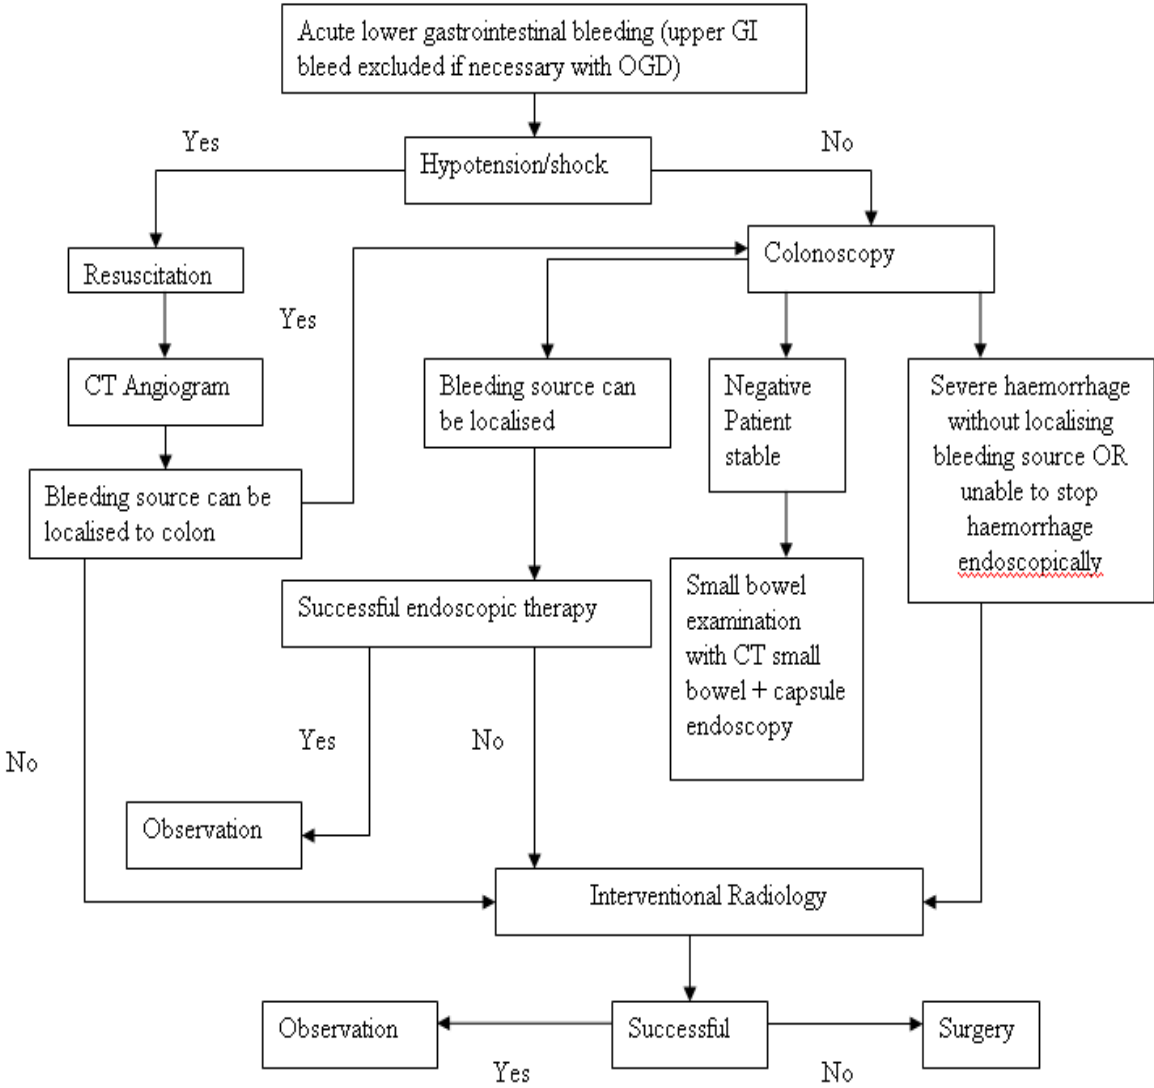 Acute lower gastrointestinal bleeding (upper GI
bleed excluded if necessary with OGD)
Yes
No
Hypotension/shock
Colonoscopy
Resuscitation
Yes
CT Angiogram
Bleeding source can
be localised
Negative
Patient
stable
Severe haemorrhage
without localising
bleeding source OR
unable to stop
haemorrhage
endoscopically
Bleeding source can be
localised to colon
Successful endoscopic therapy
Small bowel
examination
with CT small
bowel + capsule
endoscopy
No
Yes
No
Observation
Interventional Radiology
Observation
Successful
Surgery
Yes
No